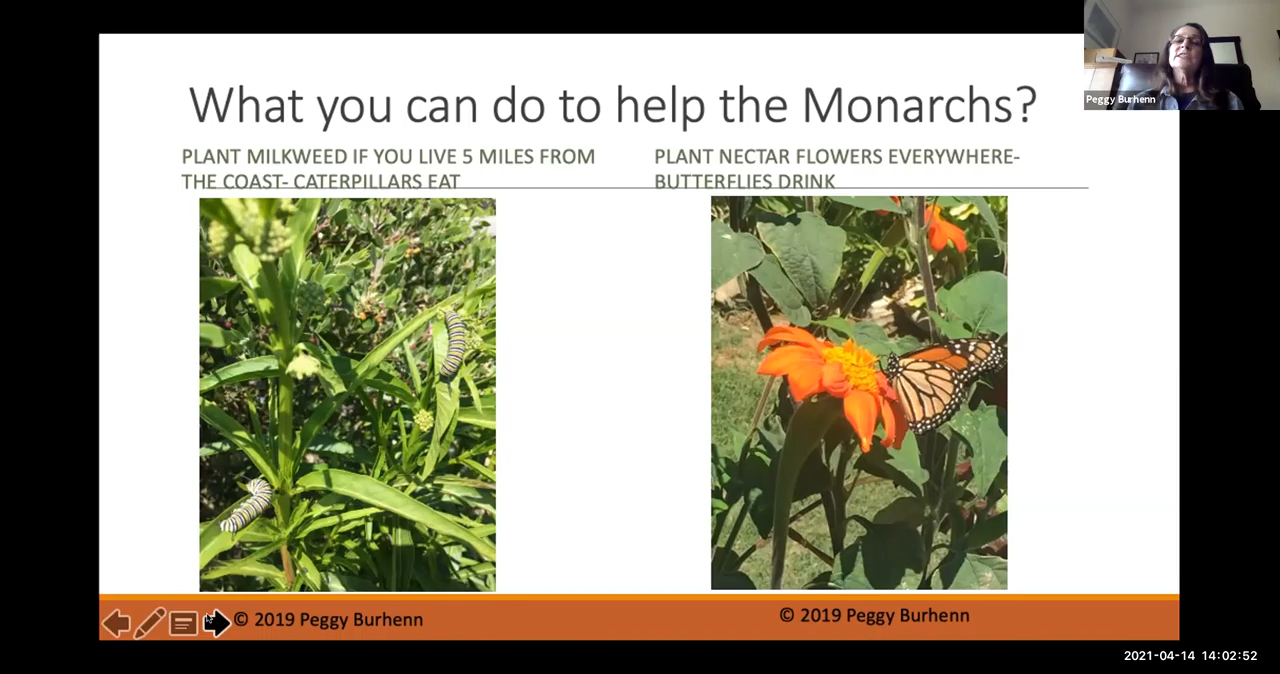 What you can do to help the Monarchs?
PLANT MILKWEED IF YOU LIVE 5 MILES FROM
THE COAST- CATERPILLARS EAT
PLANT NECTAR FLOWERS EVERYWHERE-
BUTTERFLIES DRINK
Peggy Burhenn
© 2019 Peggy Burhenn
© 2019 Peggy Burhenn
2021-04-14 14:02:52